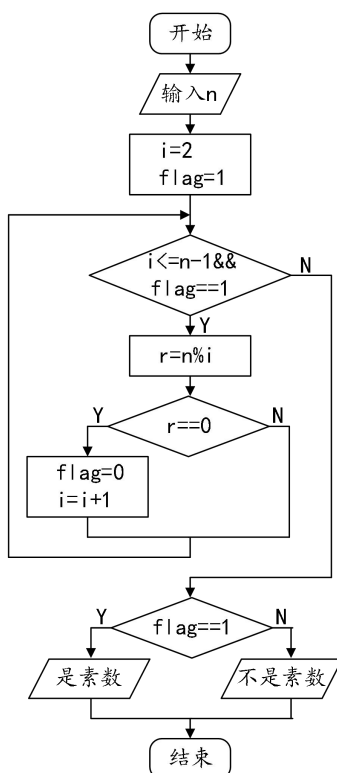 开始
输入n
i=2
flag=1
i<=n-1&&
flag==1
N
Y
r=n%i
Y
r==0
N
flag=0
i=i+1
Y
flag==1
N
是素数
不是素数
结束